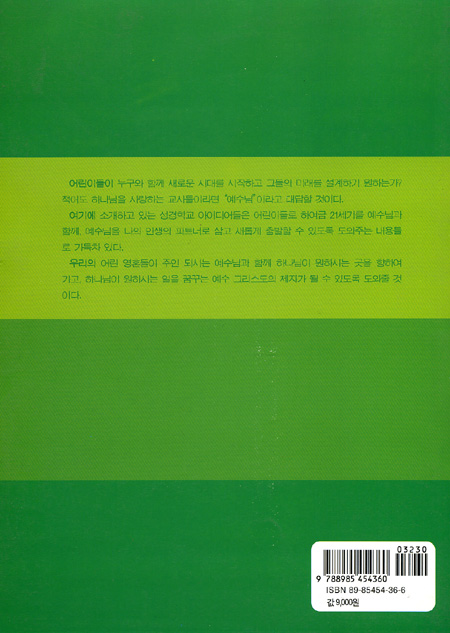 어린이들이 누구와 함께 새로운 시대를 시작하고 그들의 미래를 설계하기 원하는가?
적어도 하나님을 사랑하는 교사들이라면 "예수님"이라고 대답할 것이다.
여기에 소개하고 있는 성경학교 아이디어들은 어린이들로 하여금 21세기를 예수님과
함께, 예수님을 나의 인생의 파트너로 삼고 새롭게 출발할 수 있도록 도와주는 내용들
로 가득차 있다.
우리의 어린 영혼들이 주인 되시는 예수님과 함께 하나님이 원하시는 곳을 향하여
가고, 하나님이 원하시는 일을 꿈꾸는 예수 그리스도의 제자가 될 수 있도록 도와줄 것
이다.
03230
9 788985 454360
ISBN 89-85454-36-6
값 9,000원